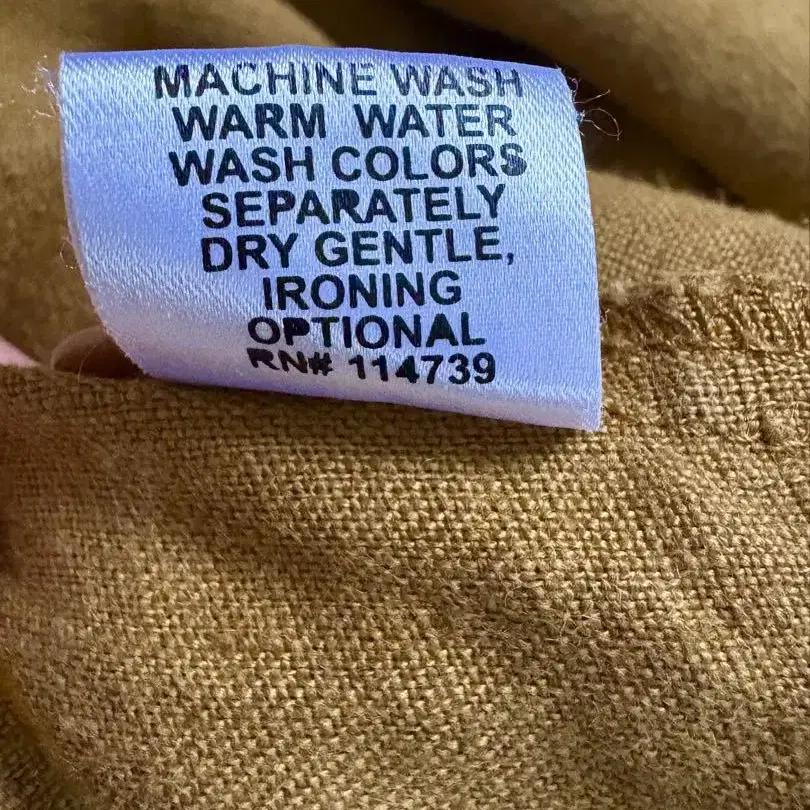 MACHINE WASH
WARM WATER
WASH COLORS
SEPARATELY
DRY GENTLE,
IRONING
OPTIONAL
RN# 114739